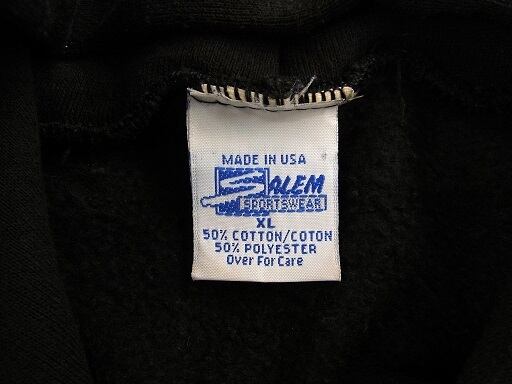 MADE IN USA
SALEM
SPORTSWEAR
XL
50% COTTON/COTON
50% POLYESTER
Over For Care